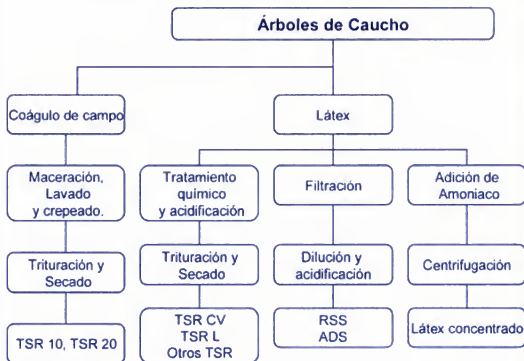 Árboles de Caucho
Coágulo de campo
Látex
Maceración,
Lavado
y crepeado.
Tratamiento
químico
y acidificación
Filtración
Adición de
Amoniaco
Trituración y
Secado
Trituración y
Secado
Dilución y
acidificación
Centrifugación
TSR 10, TSR 20
TSR CV
TSR L
Otros TSR
RSS
ADS
Látex concentrado